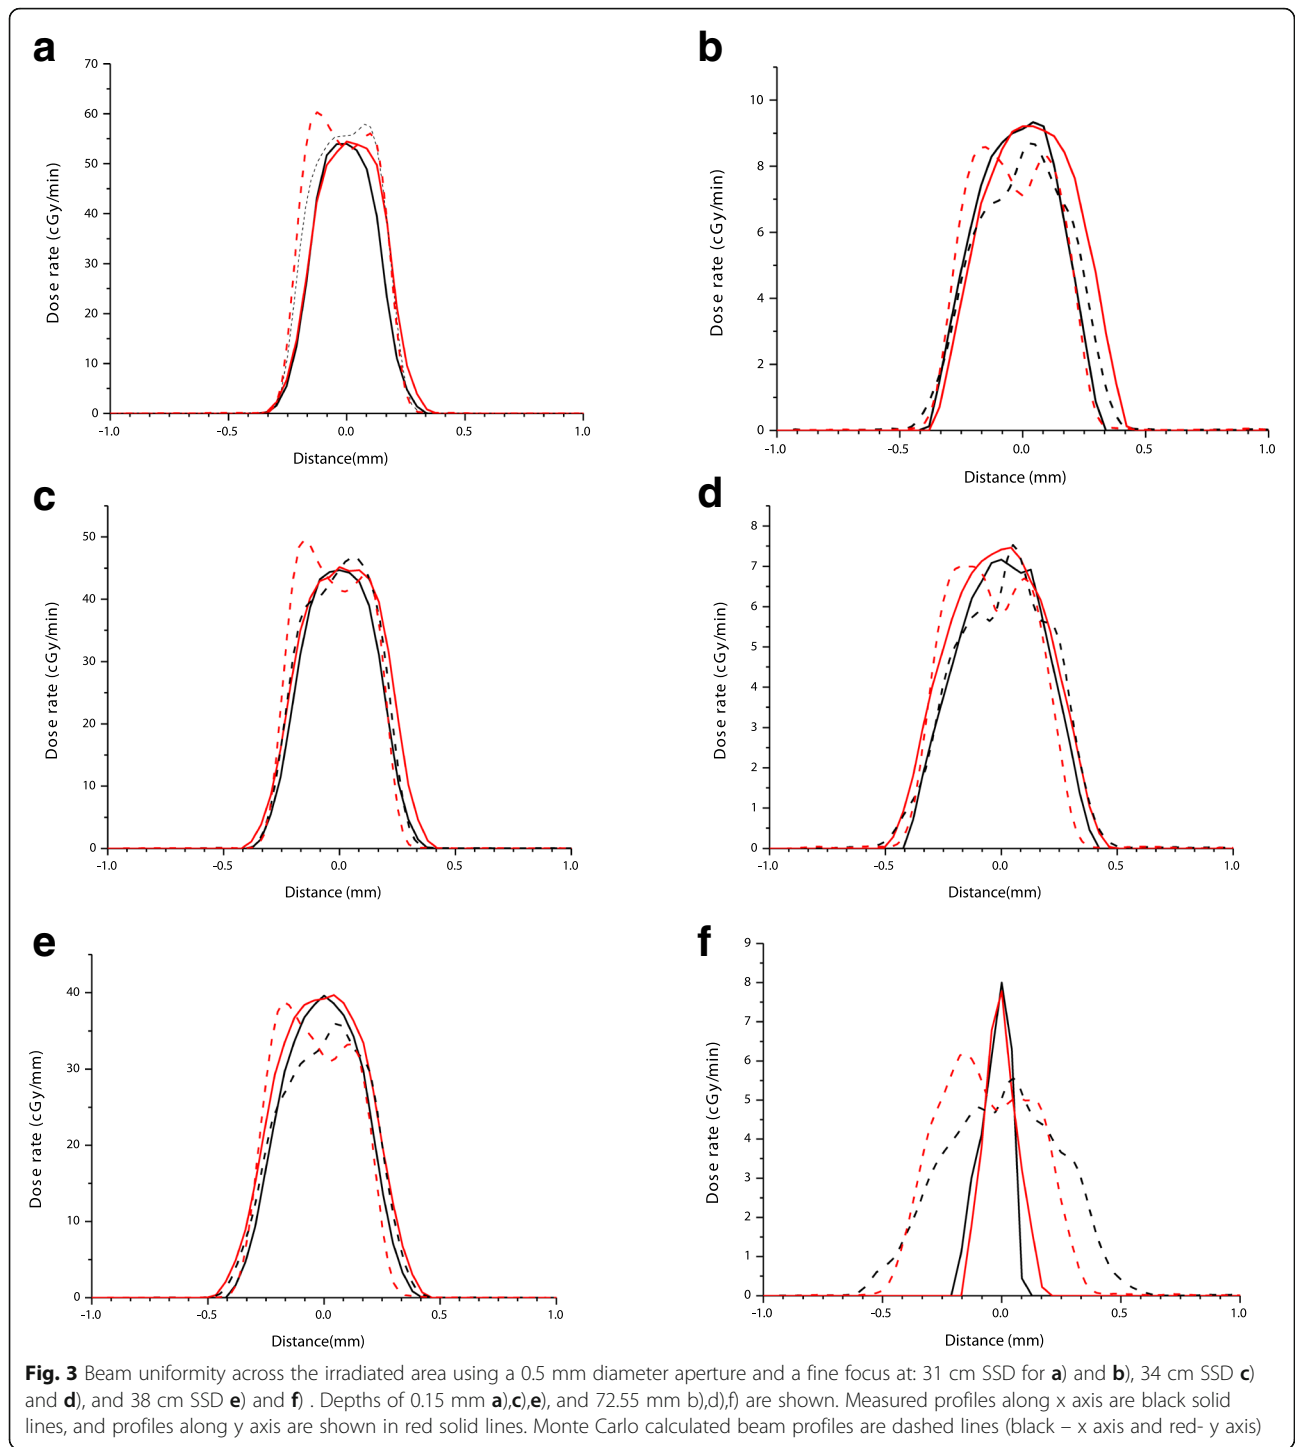 a
70
60
50
40
30
20
10
0
-1.0 -0.5 0.0 0.5 1.0
Dose rate (cGy/min)
Distance(mm)
b
10
8
6
4
2
0
-1.0 -0.5 0.0 0.5 1.0
Dose rate (cGy/min)
Distance (mm)
c
50
40
30
20
10
0
-1.0 -0.5 0.0 0.5 1.0
Dose rate (cGy/min)
Distance (mm)
d
8
7
6
5
4
3
2
1
0
-1.0 -0.5 0.0 0.5 1.0
Dose rate (cGy/min)
Distance(mm)
e
40
30
20
10
0
-1.0 -0.5 0.0 0.5 1.0
Dose rate (cGy/mm)
Distance(mm)
f
9
8
7
6
5
4
3
2
1
0
-1.0 -0.5 0.0 0.5 1.0
Dose rate (cGy/min)
Distance (mm)
Fig. 3 Beam uniformity across the irradiated area using a 0.5 mm diameter aperture and a fine focus at: 31 cm SSD for a) and b), 34 cm SSD c)
and d), and 38 cm SSD e) and f) . Depths of 0.15 mm a),c),e), and 72.55 mm b),d),f) are shown. Measured profiles along x axis are black solid
lines, and profiles along y axis are shown in red solid lines. Monte Carlo calculated beam profiles are dashed lines (black – x axis and red- y axis)